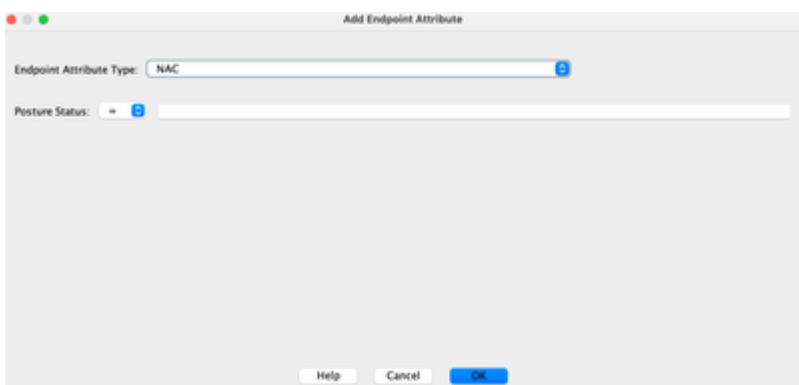 Add Endpoint Attribute
Endpoint Attribute Type: NAC
Posture Status: =
Help Cancel OK